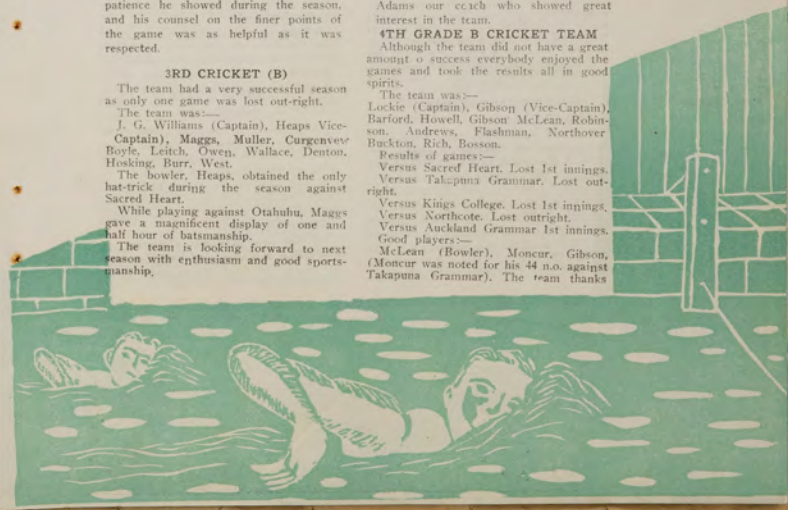 patience he showed during the season,
and his counsel on the finer points of
the game was as helpful as it was
respected.
3RD CRICKET (B)
The team had a very successful season
as only one game was lost out-right.
The team was:—
J. G. Williams (Captain), Heaps Vice-
Captain), Maggs, Muller, Curgenven
Boyle, Leitch, Owen, Wallace, Denton,
Hosking, Burr, West.
The bowler, Heaps, obtained the only
hat-trick during the season against
Sacred Heart.
While playing against Otahuhu, Maggs
gave a magnificent display of one and
half hour of batsmanship.
The team is looking forward to next
season with enthusiasm and good sports-
manship.
Adams our coach who showed great
interest in the team.
4TH GRADE B CRICKET TEAM
Although the team did not have a great
amount o success everybody enjoyed the
games and took the results all in good
spirits.
The team was:—
Lockie (Captain), Gibson (Vice-Captain),
Barford, Howell, Gibson' McLean, Robin-
son, Andrews, Flashman, Northover
Buckton, Rich, Bosson.
Results of games:—
Versus Sacred Heart. Lost 1st innings.
Versus Takapuna Grammar. Lost out-
right.
Versus Kings College. Lost 1st innings.
Versus Northcote. Lost outright.
Versus Auckland Grammar 1st innings.
Good players:—
McLean (Bowler), Moncur, Gibson,
(Moncur was noted for his 44 n.o. against
Takapuna Grammar). The team thanks